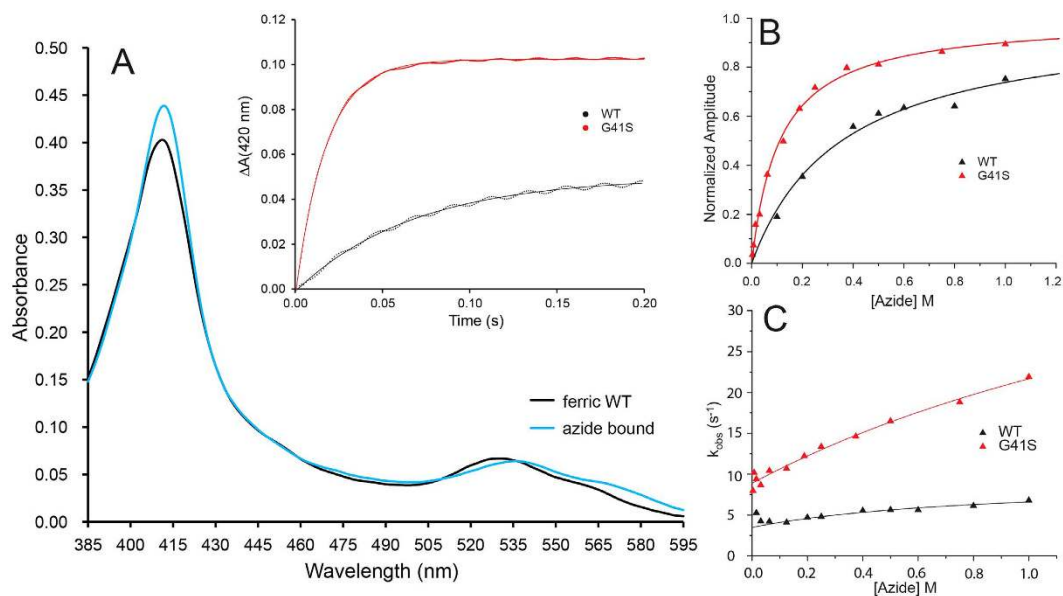 A
Absorbance
0.50
0.45
0.40
0.35
0.30
0.25
0.20
0.15
0.10
0.05
0.00
385 400 415 430 445 460 475 490 505 520 535 550 565 580 595
Wavelength (nm)
ferric WT
azide bound
ΔA(420 nm)
0.12
0.10
0.08
0.06
0.04
0.02
0.00
0.00 0.05 0.10 0.15 0.20
Time (s)
WT
G41S
B
Normalized Amplitude
1.0
0.8
0.6
0.4
0.2
0.0
0.0 0.2 0.4 0.6 0.8 1.0 1.2
[Azide] M
WT
G41S
C
kobs (s-1)
30
25
20
15
10
5
0
0.0 0.2 0.4 0.6 0.8 1.0
[Azide] M
WT
G41S